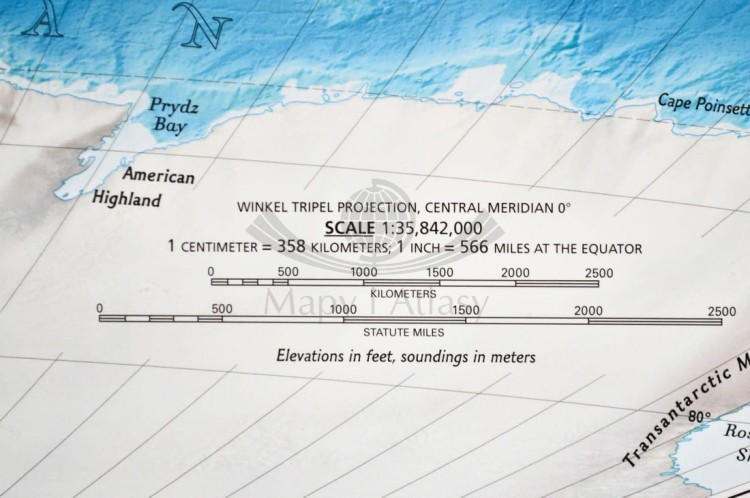 A N
Prydz
Bay
Cape Poinsett
American
Highland
WINKEL TRIPEL PROJECTION, CENTRAL MERIDIAN 0°
SCALE 1:35,842,000
1 CENTIMETER = 358 KILOMETERS; 1 INCH = 566 MILES AT THE EQUATOR
0 500 1000 1500 2000 2500
KILOMETERS
Mapy i Atlasy
0 500 1000 1500 2000 2500
STATUTE MILES
Elevations in feet, soundings in meters
Transantarctic M
80°
Ros
Sh